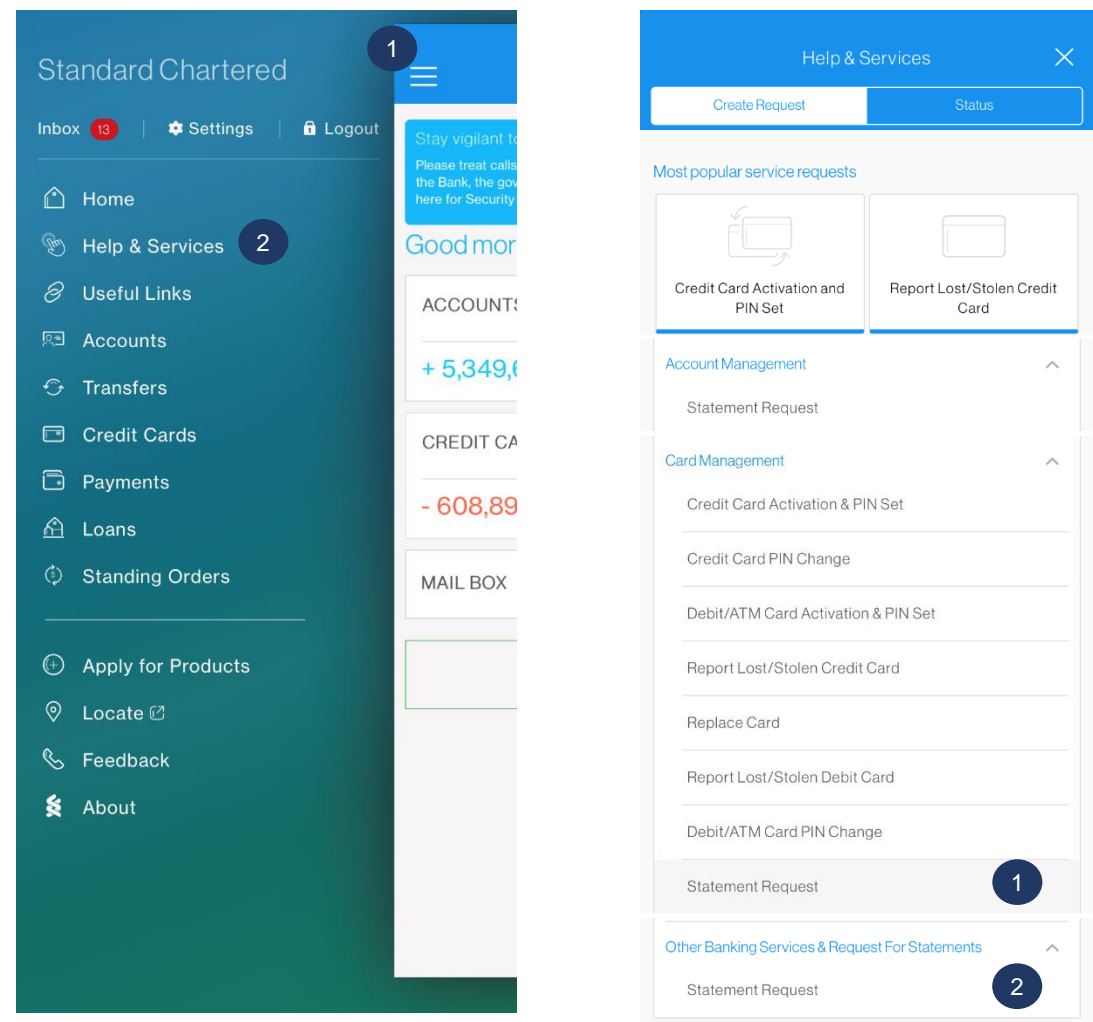 1
Standard Chartered
Inbox 13 Settings Logout
Home
Help & Services 2
Useful Links
Accounts
Transfers
Credit Cards
Payments
Loans
Standing Orders
Apply for Products
Locate
Feedback
About
Stay vigilant t
Please treat calls
the Bank, the gov
here for Security
Good mor
ACCOUNTS
+ 5,349,6
CREDIT CA
- 608,89
MAIL BOX
Help & Services
Create Request Status
Most popular service requests
Credit Card Activation and
PIN Set
Report Lost/Stolen Credit
Card
Account Management
Statement Request
Card Management
Credit Card Activation & PIN Set
Credit Card PIN Change
Debit/ATM Card Activation & PIN Set
Report Lost/Stolen Credit Card
Replace Card
Report Lost/Stolen Debit Card
Debit/ATM Card PIN Change
Statement Request 1
Other Banking Services & Request For Statements
Statement Request 2